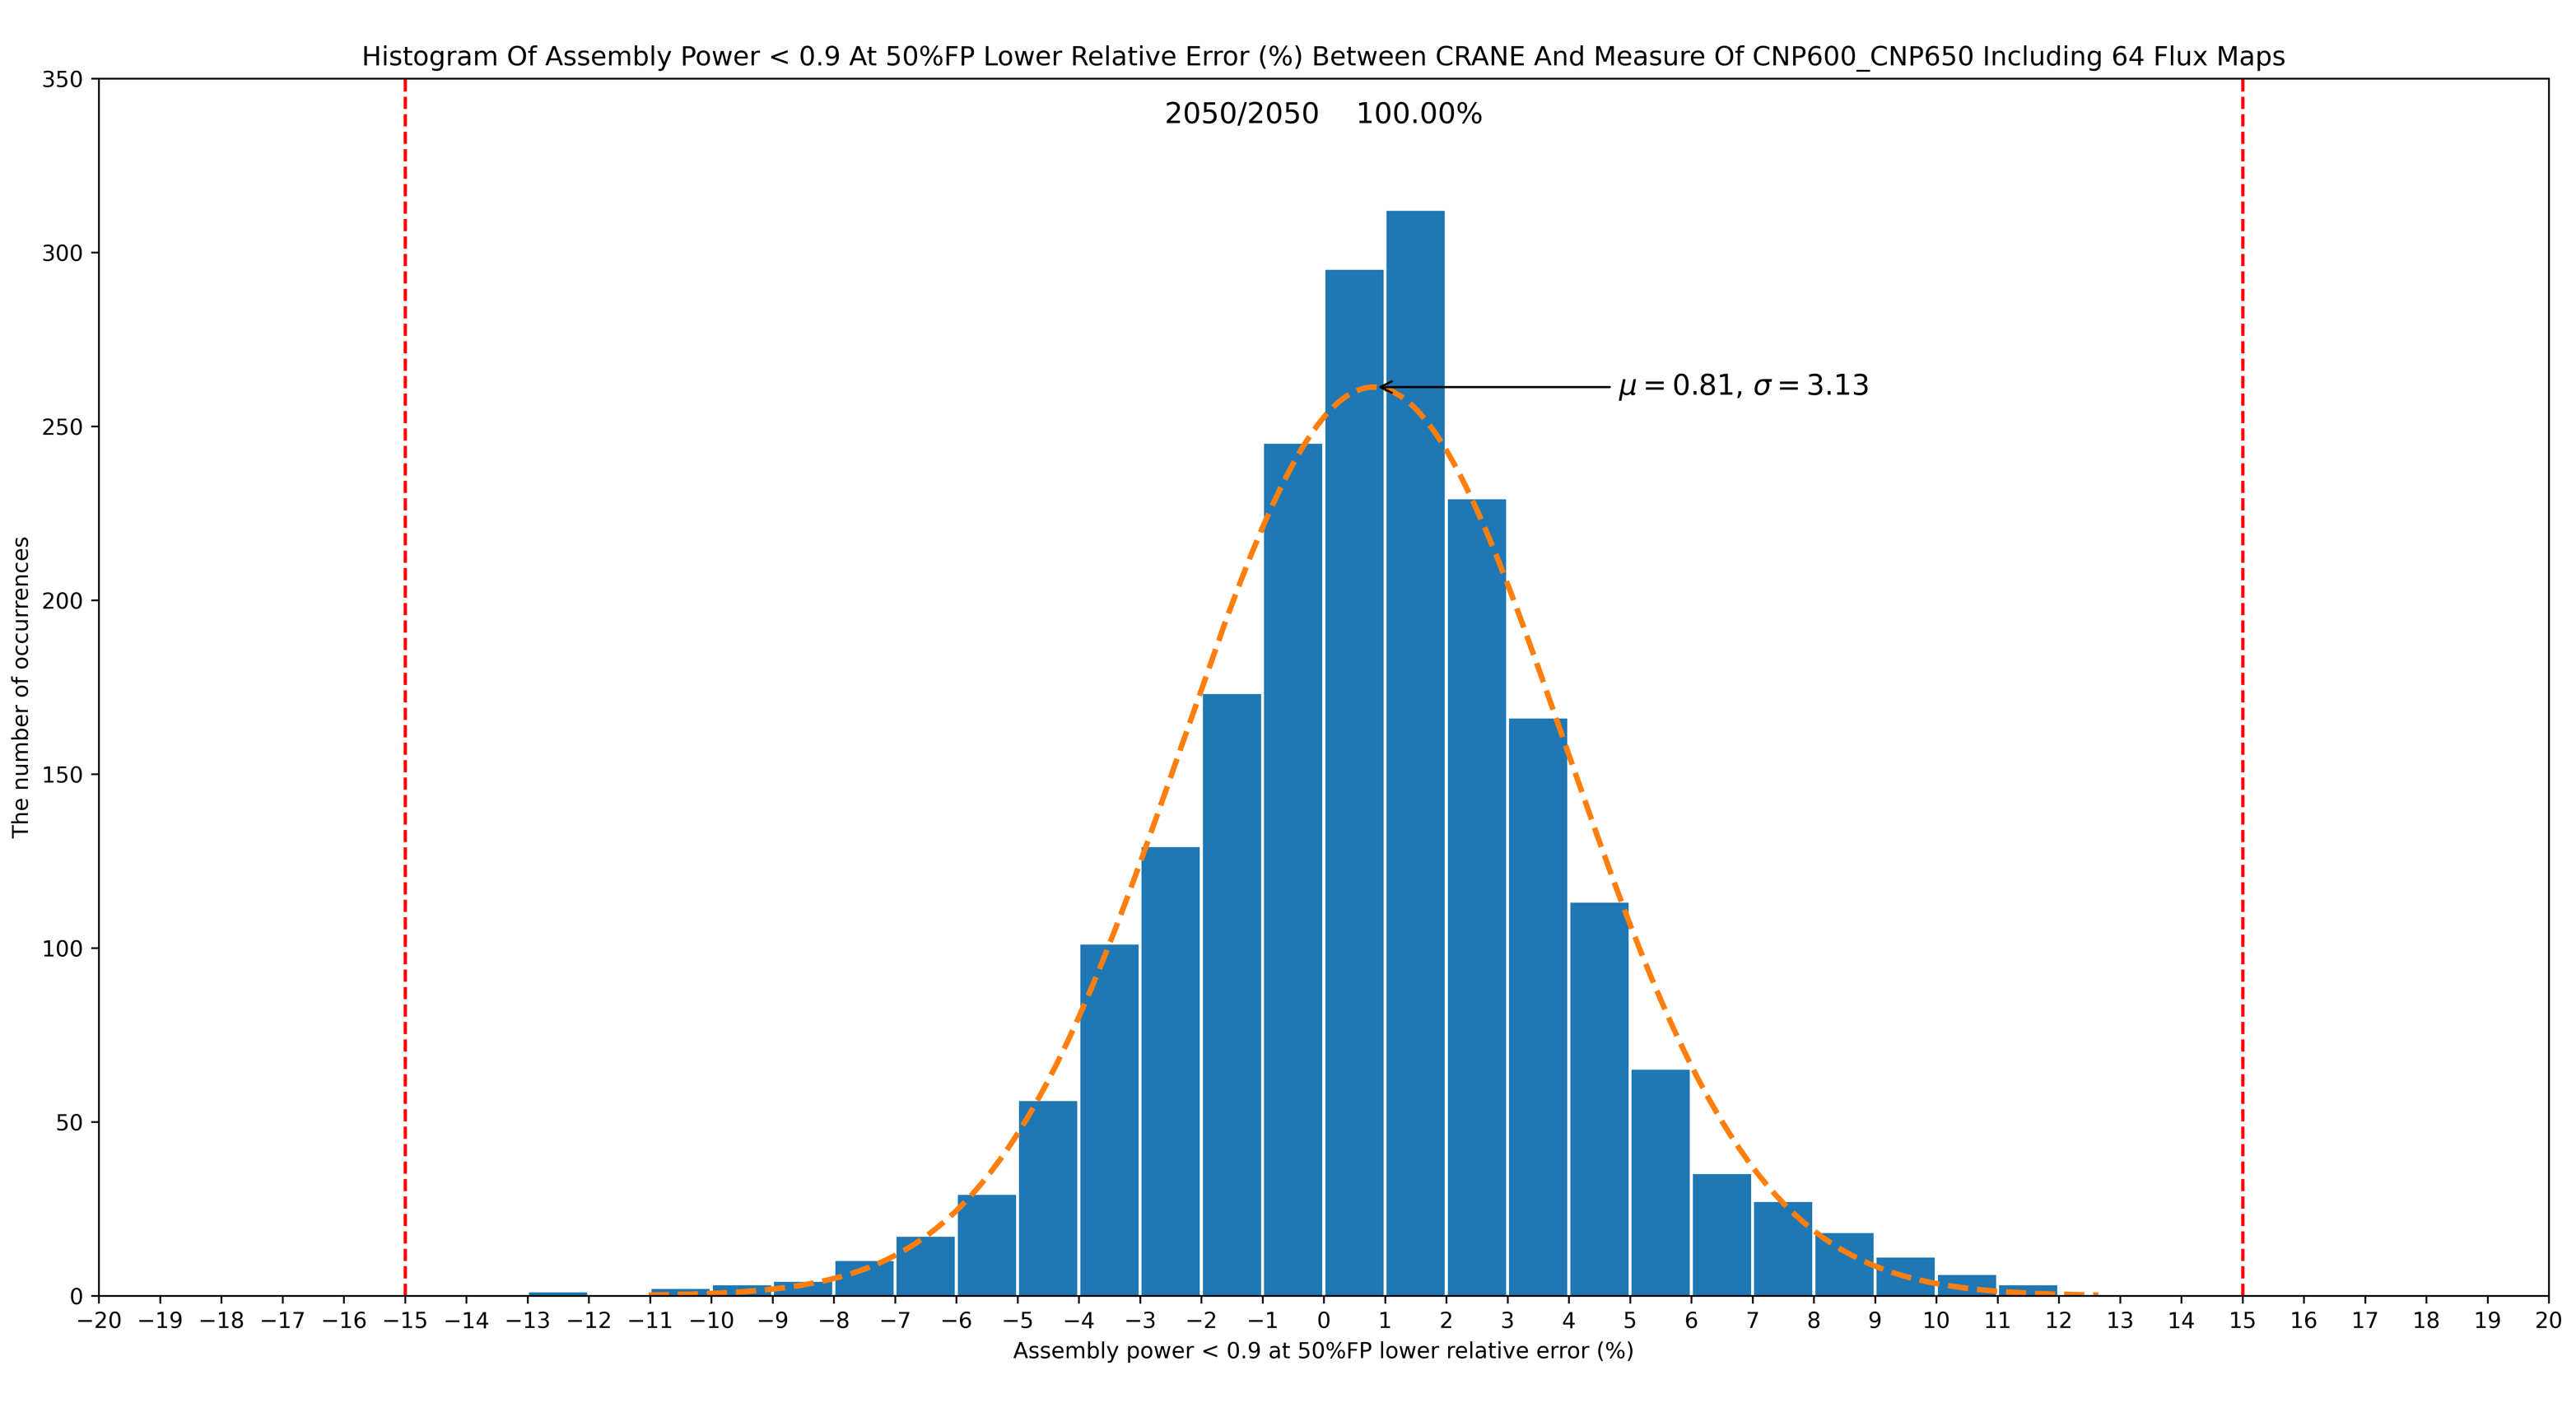 Histogram Of Assembly Power < 0.9 At 50%FP Lower Relative Error (%) Between CRANE And Measure Of CNP600_CNP650 Including 64 Flux Maps
2050/2050 100.00%
μ = 0.81, σ = 3.13
The number of occurrences
350
300
250
200
150
100
50
0
−20 −19 −18 −17 −16 −15 −14 −13 −12 −11 −10 −9 −8 −7 −6 −5 −4 −3 −2 −1 0 1 2 3 4 5 6 7 8 9 10 11 12 13 14 15 16 17 18 19 20
Assembly power < 0.9 at 50%FP lower relative error (%)